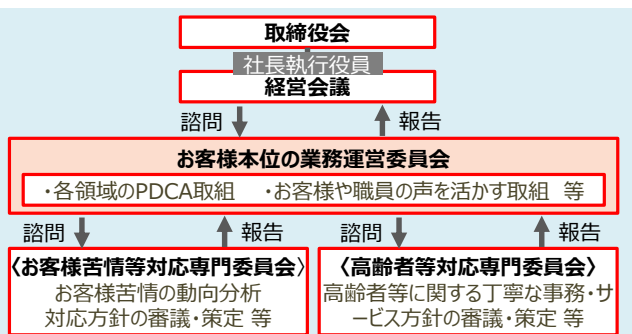 取締役会
社長執行役員
経営会議
諮問 報告
お客様本位の業務運営委員会
・各領域のPDCA取組 ・お客様や職員の声を活かす取組 等
諮問 報告 諮問 報告
〈お客様苦情等対応専門委員会〉
お客様苦情の動向分析
対応方針の審議・策定 等
〈高齢者等対応専門委員会〉
高齢者等に関する丁寧な事務・サ
ービス方針の審議・策定 等